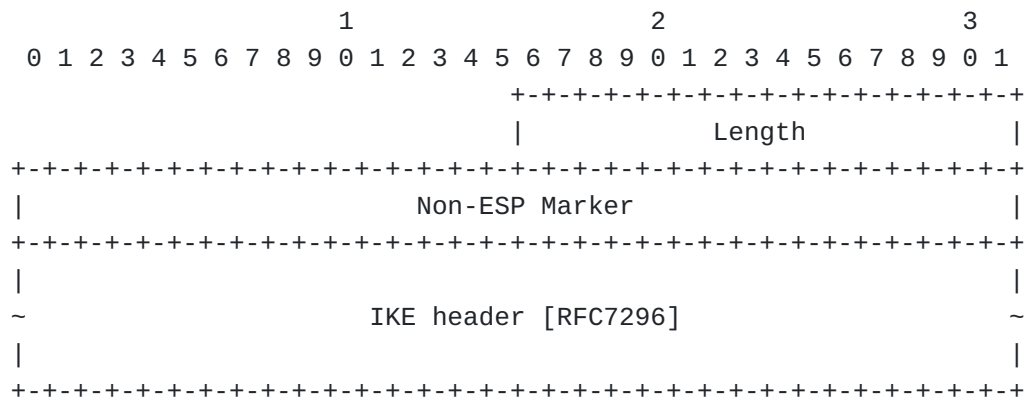 1                   2                   3
 0 1 2 3 4 5 6 7 8 9 0 1 2 3 4 5 6 7 8 9 0 1 2 3 4 5 6 7 8 9 0 1
                                +-+-+-+-+-+-+-+-+-+-+-+-+-+-+-+-+
                                |            Length             |
+-+-+-+-+-+-+-+-+-+-+-+-+-+-+-+-+-+-+-+-+-+-+-+-+-+-+-+-+-+-+-+-+
|                         Non-ESP Marker                        |
+-+-+-+-+-+-+-+-+-+-+-+-+-+-+-+-+-+-+-+-+-+-+-+-+-+-+-+-+-+-+-+-+
|                                                               |
~                      IKE header [RFC7296]                     ~
|                                                               |
+-+-+-+-+-+-+-+-+-+-+-+-+-+-+-+-+-+-+-+-+-+-+-+-+-+-+-+-+-+-+-+-+